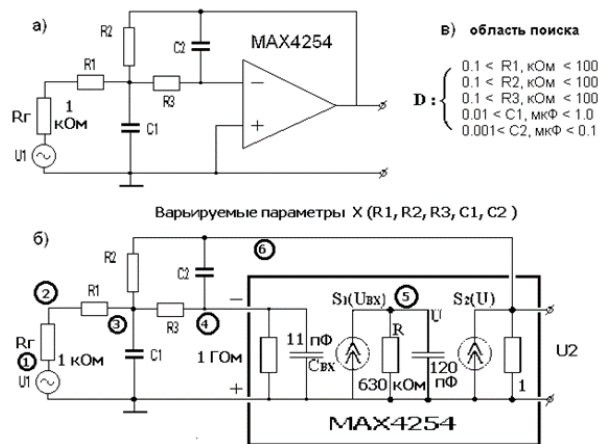 а)
R2
C2
MAX4254
R1
R3
Rг
1
кОм
C1
U1
−
+
в) область поиска
D :
0.1 < R1, кОм < 100
0.1 < R2, кОм < 100
0.1 < R3, кОм < 100
0.01 < C1, мкФ < 1.0
0.001< C2, мкФ < 0.1
Варьируемые параметры X (R1, R2, R3, C1, C2 )
б)
6
R2
C2
2
R1
3
R3
4
−
S1(Uвх)
5
U
S2(U)
Rг
1
1 кОм
U1
C1
1 ГОм
11 пФ
Cвх
R
630 кОм
120 пФ
1
U2
+
MAX4254